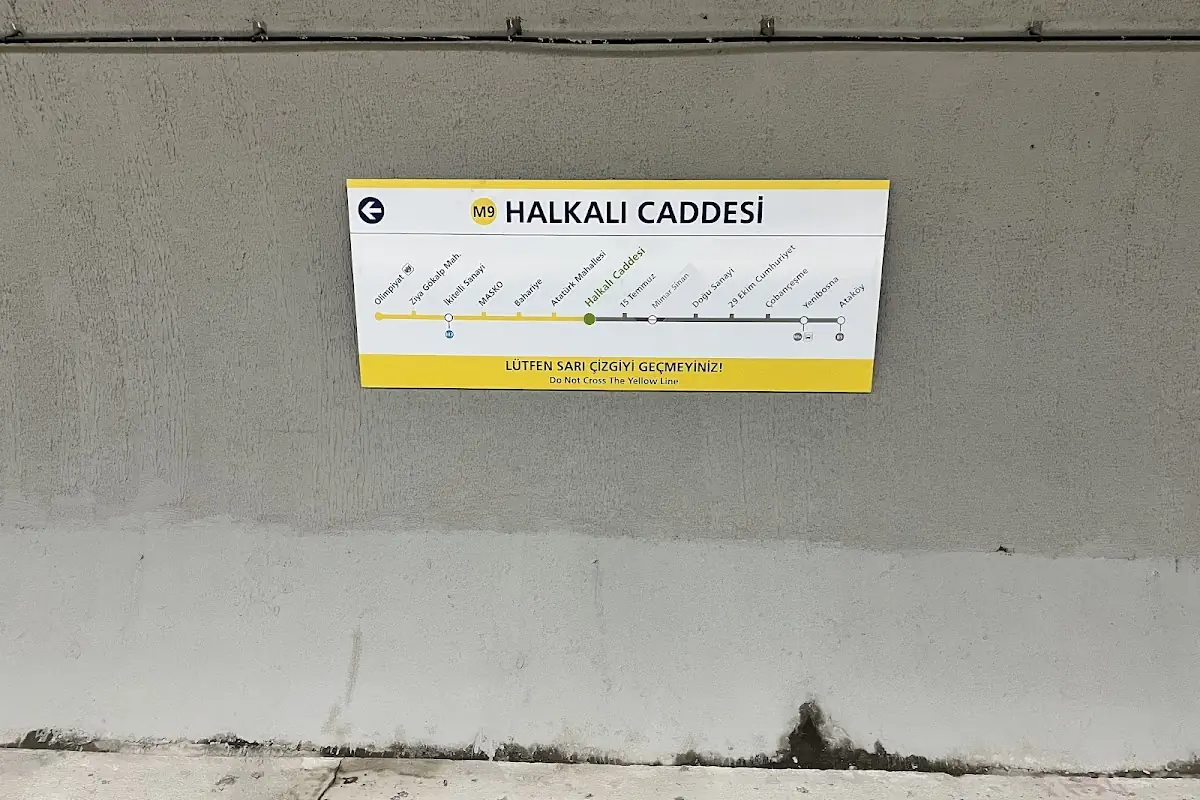 M9 HALKALI CADDESİ
Olimpiyat
Ziya Gökalp Mah.
İkitelli Sanayi
MASKO
Bahariye
Atatürk Mahallesi
Halkalı Caddesi
15 Temmuz
Mimar Sinan
Doğu Sanayi
29 Ekim Cumhuriyet
Çobançeşme
Yenibosna
Ataköy
LÜTFEN SARI ÇİZGİYİ GEÇMEYİNİZ!
Do Not Cross The Yellow Line